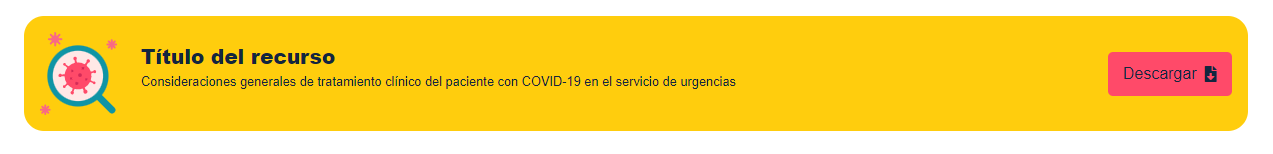 Título del recurso
Consideraciones generales de tratamiento clínico del paciente con COVID-19 en el servicio de urgencias
Descargar